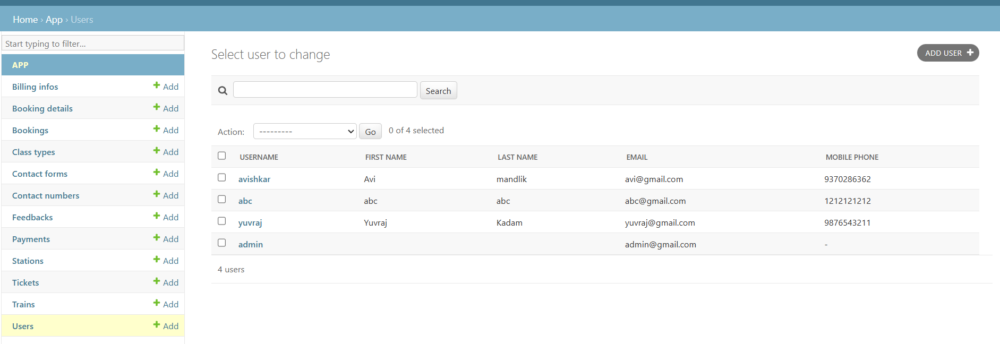 Home › App › Users
Start typing to filter...
APP
Billing infos + Add
Booking details + Add
Bookings + Add
Class types + Add
Contact forms + Add
Contact numbers + Add
Feedbacks + Add
Payments + Add
Stations + Add
Tickets + Add
Trains + Add
Users + Add
Select user to change
ADD USER +
Search
Action: --------- Go 0 of 4 selected
USERNAME FIRST NAME LAST NAME EMAIL MOBILE PHONE
avishkar Avi mandlik avi@gmail.com 9370286362
abc abc abc abc@gmail.com 1212121212
yuvraj Yuvraj Kadam yuvraj@gmail.com 9876543211
admin admin@gmail.com -
4 users